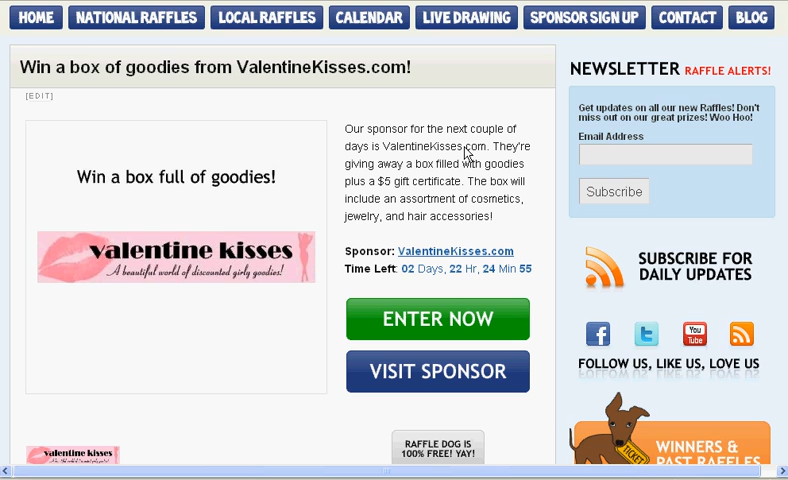 HOME NATIONAL RAFFLES LOCAL RAFFLES CALENDAR LIVE DRAWING SPONSOR SIGN UP CONTACT BLOG
Win a box of goodies from ValentineKisses.com!
[EDIT]
Win a box full of goodies!
valentine kisses
A beautiful world of discounted girly goodies!
Our sponsor for the next couple of
days is ValentineKisses.com. They're
giving away a box filled with goodies
plus a $5 gift certificate. The box will
include an assortment of cosmetics,
jewelry, and hair accessories!
Sponsor: ValentineKisses.com
Time Left: 02 Days, 22 Hr, 24 Min 55
ENTER NOW
VISIT SPONSOR
valentine kisses
RAFFLE DOG IS
100% FREE! YAY!
NEWSLETTER RAFFLE ALERTS!
Get updates on all our new Raffles! Don't
miss out on our great prizes! Woo Hoo!
Email Address
Subscribe
SUBSCRIBE FOR
DAILY UPDATES
You
Tube
FOLLOW US, LIKE US, LOVE US
TICKET
WINNERS &
PAST RAFFLES